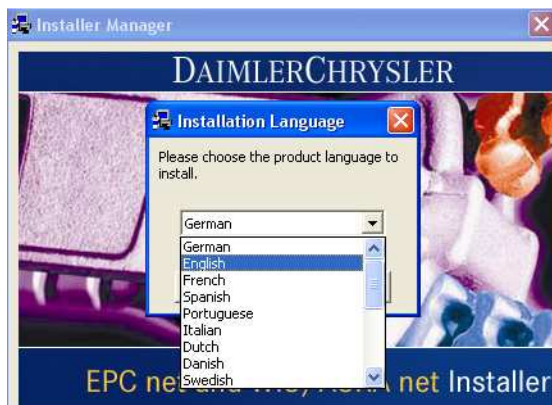 Installer Manager
DAIMLERCHRYSLER
Installation Language
Please choose the product language to
install.
German
German
English
French
Spanish
Portuguese
Italian
Dutch
Danish
Swedish
EPC net and net Installer